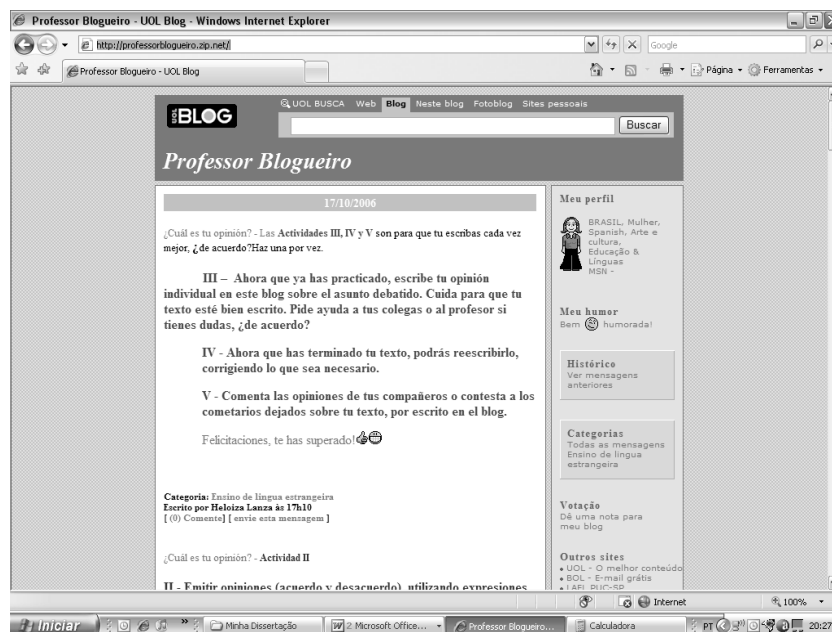 Professor Blogueiro - UOL Blog - Windows Internet Explorer
http://professorblogueiro.zip.net/
Google
Professor Blogueiro - UOL Blog
Página
Ferramentas
UOL BLOG
UOL BUSCA Web Blog Neste blog Fotoblog Sites pessoais
Buscar
Professor Blogueiro
17/10/2006
¿Cuál es tu opinión? - Las Actividades III, IV y V son para que tu escribas cada vez
mejor, ¿de acuerdo?Haz una por vez.
III – Ahora que ya has practicado, escribe tu opinión
individual en este blog sobre el asunto debatido. Cuida para que tu
texto esté bien escrito. Pide ayuda a tus colegas o al profesor si
tienes dudas, ¿de acuerdo?
IV - Ahora que has terminado tu texto, podrás reescribirlo,
corrigiendo lo que sea necesario.
V - Comenta las opiniones de tus compañeros o contesta a los
cometarios dejados sobre tu texto, por escrito en el blog.
Felicitaciones, te has superado!
Categoria: Ensino de língua estrangeira
Escrito por Heloiza Lanza às 17h10
[ (0) Comente] [ envie esta mensagem ]
¿Cuál es tu opinión? - Actividad II
II - Emitir opiniones (acuerdo y desacuerdo), utilizando expresiones
Meu perfil
BRASIL, Mulher,
Spanish, Arte e
cultura,
Educação &
Línguas
MSN -
Meu humor
Bem humorada!
Histórico
Ver mensagens
anteriores
Categorias
Todas as mensagens
Ensino de língua
estrangeira
Votação
Dê uma nota para
meu blog
Outros sites
UOL - O melhor conteúdo
BOL - E-mail grátis
LAEL PUC-SP
Internet
100%
Iniciar
Minha Dissertação
2 Microsoft Office...
Professor Blogueiro...
Calculadora
PT
20:27